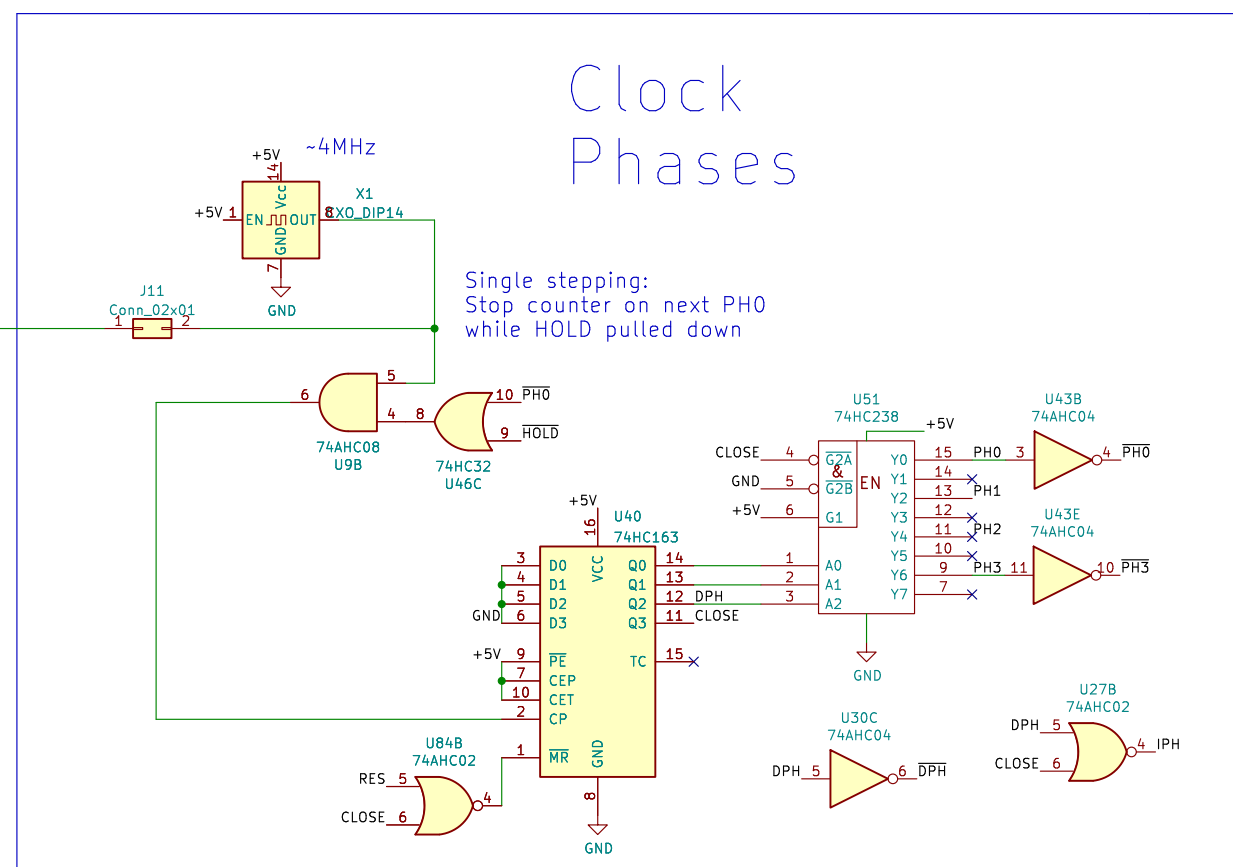 Clock
Phases
~4MHz
+5V
14
Vcc
X1
CXO_DIP14
+5V
1
EN
OUT
8
GND
7
GND
J11
Conn_02x01
1
2
Single stepping:
Stop counter on next PH0
while HOLD pulled down
6
5
4
74AHC08
U9B
8
10
PH0
9
HOLD
74HC32
U46C
U51
74HC238
+5V
CLOSE
4
G2A
&
GND
5
G2B
EN
+5V
6
G1
1
A0
2
A1
3
A2
Y0
15
PH0
Y1
14
Y2
13
PH1
Y3
12
Y4
11
PH2
Y5
10
Y6
9
PH3
Y7
7
GND
U43B
74AHC04
3
4
PH0
U43E
74AHC04
11
10
PH3
+5V
16
VCC
U40
74HC163
3
D0
4
D1
5
D2
GND
6
D3
+5V
9
PE
7
CEP
10
CET
2
CP
1
MR
GND
8
GND
Q0
14
Q1
13
Q2
12
DPH
Q3
11
CLOSE
TC
15
U84B
74AHC02
RES
5
CLOSE
6
4
U30C
74AHC04
DPH
5
6
DPH
U27B
74AHC02
DPH
5
CLOSE
6
4
IPH